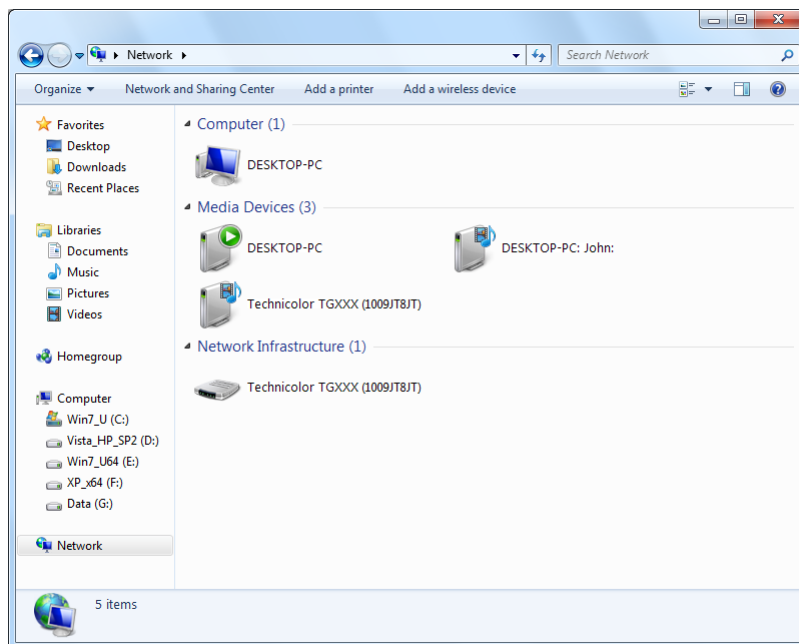 Network
Search Network
Organize Network and Sharing Center Add a printer Add a wireless device
Favorites
Desktop
Downloads
Recent Places
Libraries
Documents
Music
Pictures
Videos
Homegroup
Computer
Win7_U (C:)
Vista_HP_SP2 (D:)
Win7_U64 (E:)
XP_x64 (F:)
Data (G:)
Network
Computer (1)
DESKTOP-PC
Media Devices (3)
DESKTOP-PC DESKTOP-PC: John:
Technicolor TGXXX (1009JT8JT)
Network Infrastructure (1)
Technicolor TGXXX (1009JT8JT)
5 items